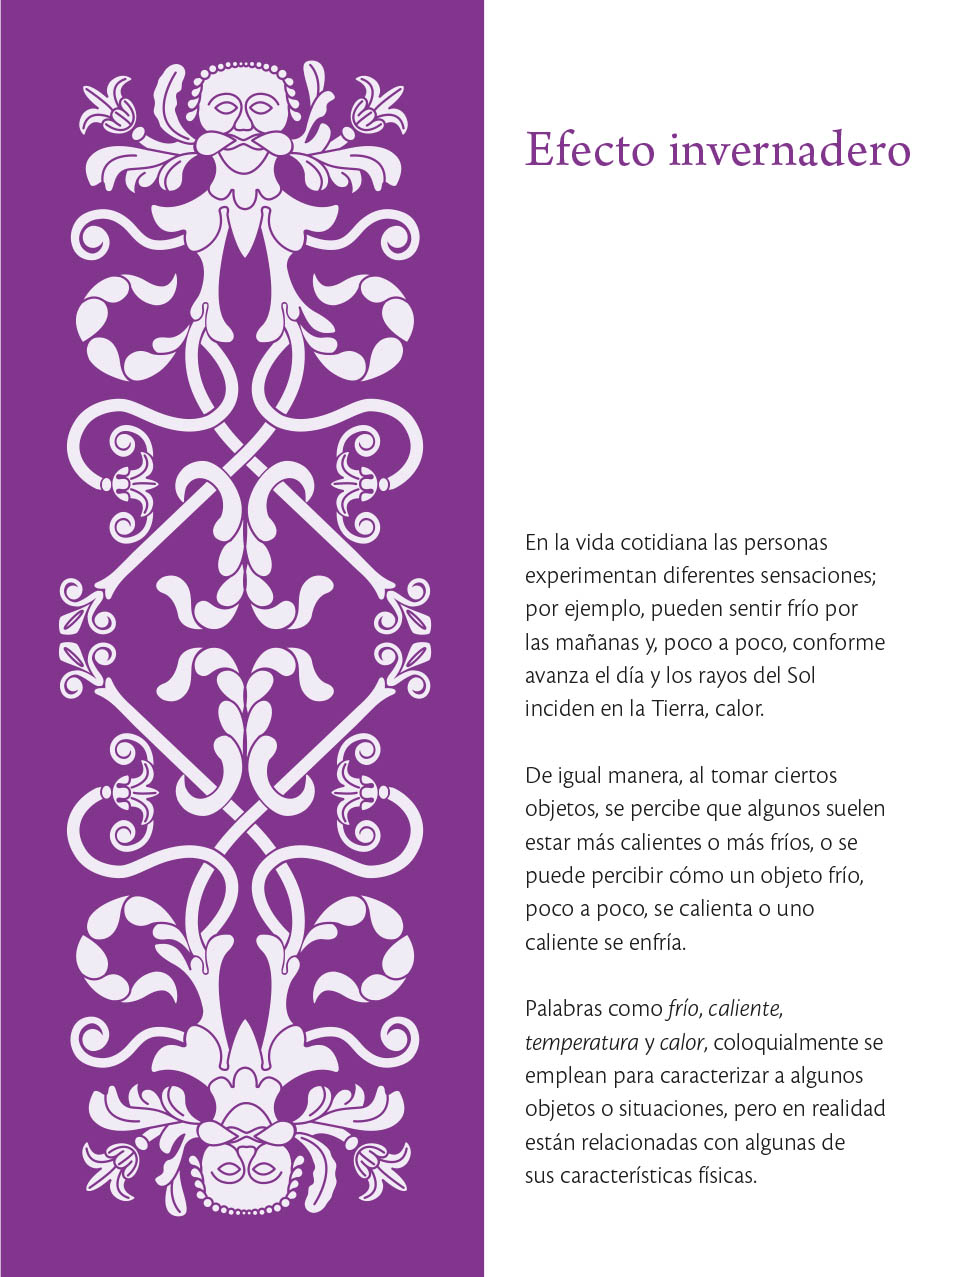 Efecto invernadero
En la vida cotidiana las personas
experimentan diferentes sensaciones;
por ejemplo, pueden sentir frío por
las mañanas y, poco a poco, conforme
avanza el día y los rayos del Sol
inciden en la Tierra, calor.
De igual manera, al tomar ciertos
objetos, se percibe que algunos suelen
estar más calientes o más fríos, o se
puede percibir cómo un objeto frío,
poco a poco, se calienta o uno
caliente se enfría.
Palabras como frío, caliente,
temperatura y calor, coloquialmente se
emplean para caracterizar a algunos
objetos o situaciones, pero en realidad
están relacionadas con algunas de
sus características físicas.